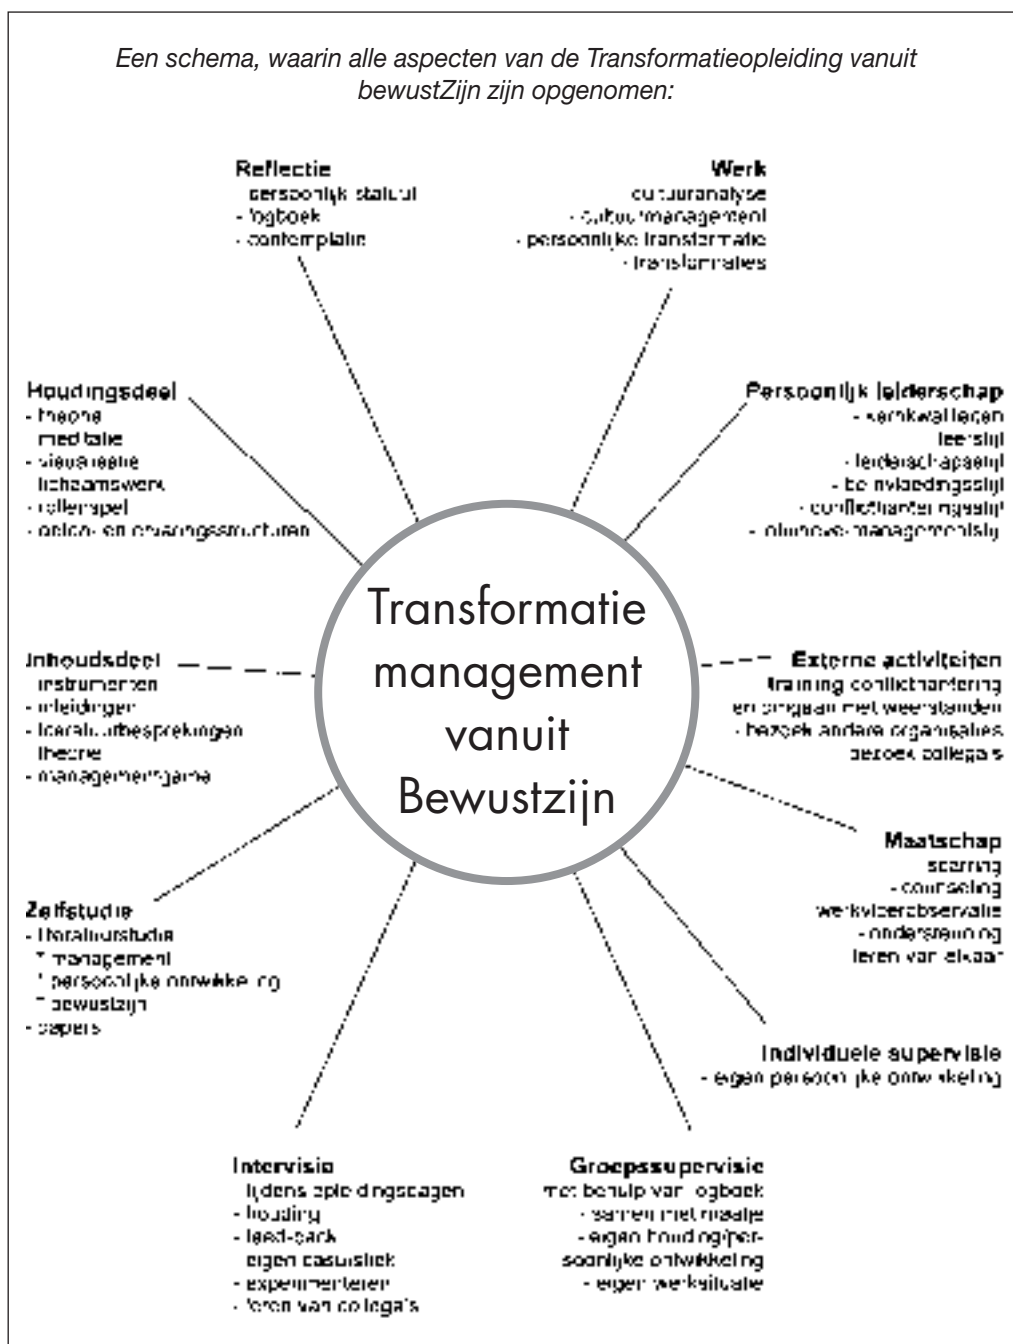 Een schema, waarin alle aspecten van de Transformatieopleiding vanuit
bewustZijn zijn opgenomen:
Reflectie
persoonlijk statuut
- logboek
- contemplatie
Werk
cultuuranalyse
- cultuurmanagement
- persoonlijke transformatie
- transformaties
Houdingsdeel
- theorie
meditatie
- visualisatie
lichaamswerk
- rollenspel
- en ervaringsstructuren
Persoonlijk leiderschap
- kernkwaliteiten
leerstijl
- leiderschapsstijl
- beïnvloedingsstijl
- conflicthanteringsstijl
Transformatie
management
vanuit
Bewustzijn
Inhoudsdeel
instrumenten
- inleidingen
- literatuurbesprekingen
theorie
- managementgame
Externe activiteiten
training conflicthantering
en omgaan met weerstanden
- bezoek andere organisaties
bezoek collega's
Maatschap
sparring
- counseling
werkvloerobservatie
- ondersteuning
leren van elkaar
Zelfstudie
- literatuurstudie
* management
* persoonlijke ontwikkeling
* bewustzijn
- papers
Individuele supervisie
- eigen persoonlijke ontwikkeling
Intervisie
tijdens opleidingsdagen
- houding
- feed-back
eigen casuïstiek
- experimenteren
- leren van collega's
Groepssupervisie
met behulp van logboek
- samen met maatje
- eigen houding/per-
soonlijke ontwikkeling
- eigen werksituatie